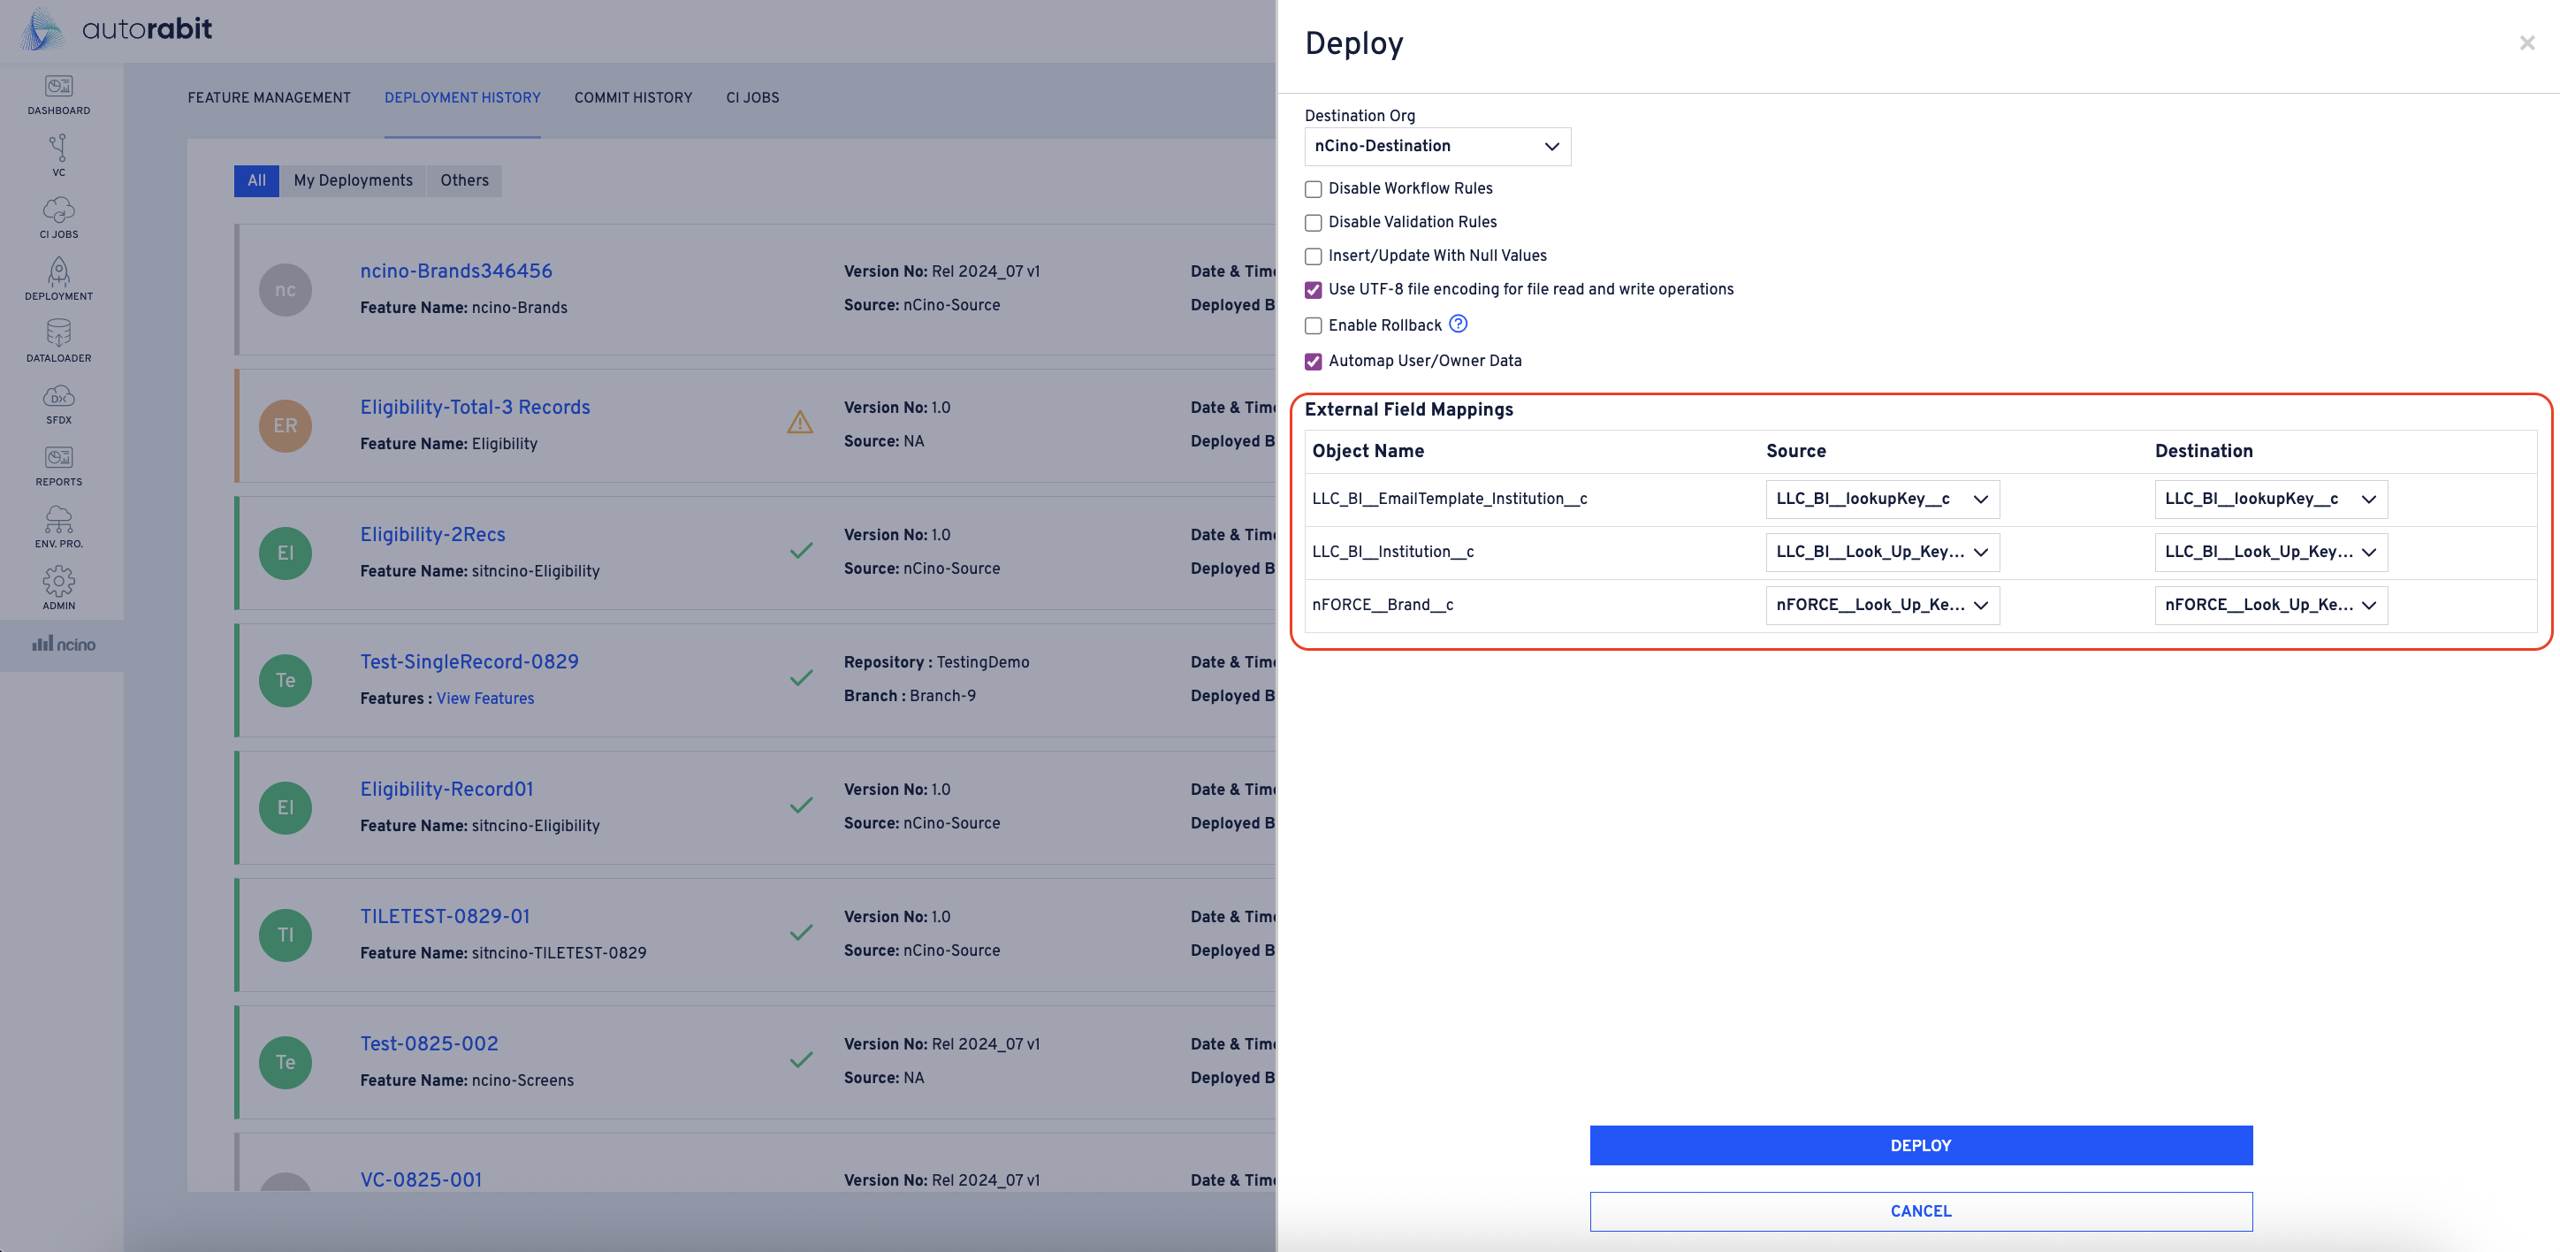 autorabit
DASHBOARD
VC
CI JOBS
DEPLOYMENT
DATALOADER
SFDX
REPORTS
ENV. PRO.
ADMIN
ncino
FEATURE MANAGEMENT DEPLOYMENT HISTORY COMMIT HISTORY CI JOBS
All My Deployments Others
nc ncino-Brands346456 Version No: Rel 2024_07 v1 Date & Time
Feature Name: ncino-Brands Source: nCino-Source Deployed B
ER Eligibility-Total-3 Records Version No: 1.0 Date & Time
Feature Name: Eligibility Source: NA Deployed B
El Eligibility-2Recs Version No: 1.0 Date & Time
Feature Name: sitncino-Eligibility Source: nCino-Source Deployed B
Te Test-SingleRecord-0829 Repository : TestingDemo Date & Time
Features : View Features Branch : Branch-9 Deployed B
El Eligibility-Record01 Version No: 1.0 Date & Time
Feature Name: sitncino-Eligibility Source: nCino-Source Deployed B
TI TILETEST-0829-01 Version No: 1.0 Date & Time
Feature Name: sitncino-TILETEST-0829 Source: nCino-Source Deployed B
Te Test-0825-002 Version No: Rel 2024_07 v1 Date & Time
Feature Name: ncino-Screens Source: NA Deployed B
VC-0825-001 Version No: Rel 2024_07 v1 Date & Time
Deploy
×
Destination Org
nCino-Destination
Disable Workflow Rules
Disable Validation Rules
Insert/Update With Null Values
Use UTF-8 file encoding for file read and write operations
Enable Rollback ?
Automap User/Owner Data
External Field Mappings
Object Name Source Destination
LLC_BI__EmailTemplate_Institution__c LLC_BI__lookupKey__c LLC_BI__lookupKey__c
LLC_BI__Institution__c LLC_BI__Look_Up_Key... LLC_BI__Look_Up_Key...
nFORCE__Brand__c nFORCE__Look_Up_Ke... nFORCE__Look_Up_Ke...
DEPLOY
CANCEL